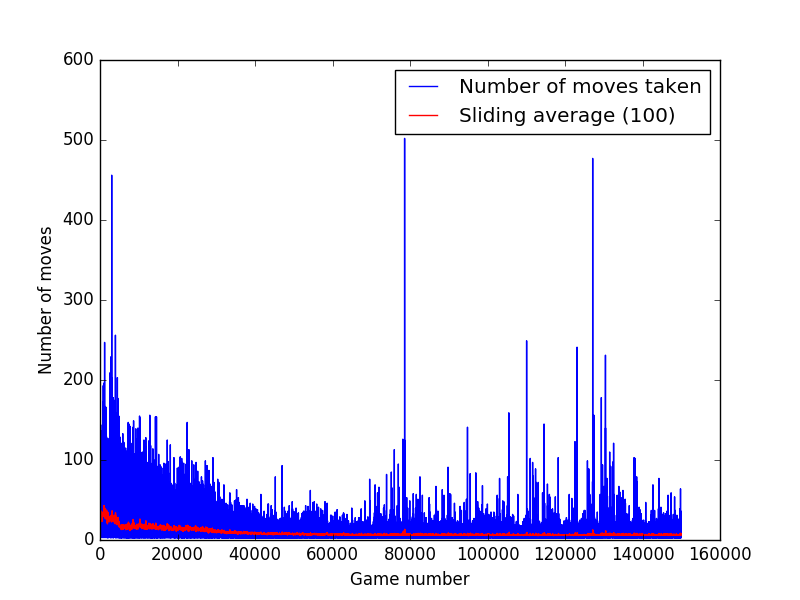 600
500
400
300
200
100
0
Number of moves
Number of moves taken
Sliding average (100)
0 20000 40000 60000 80000 100000 120000 140000 160000
Game number